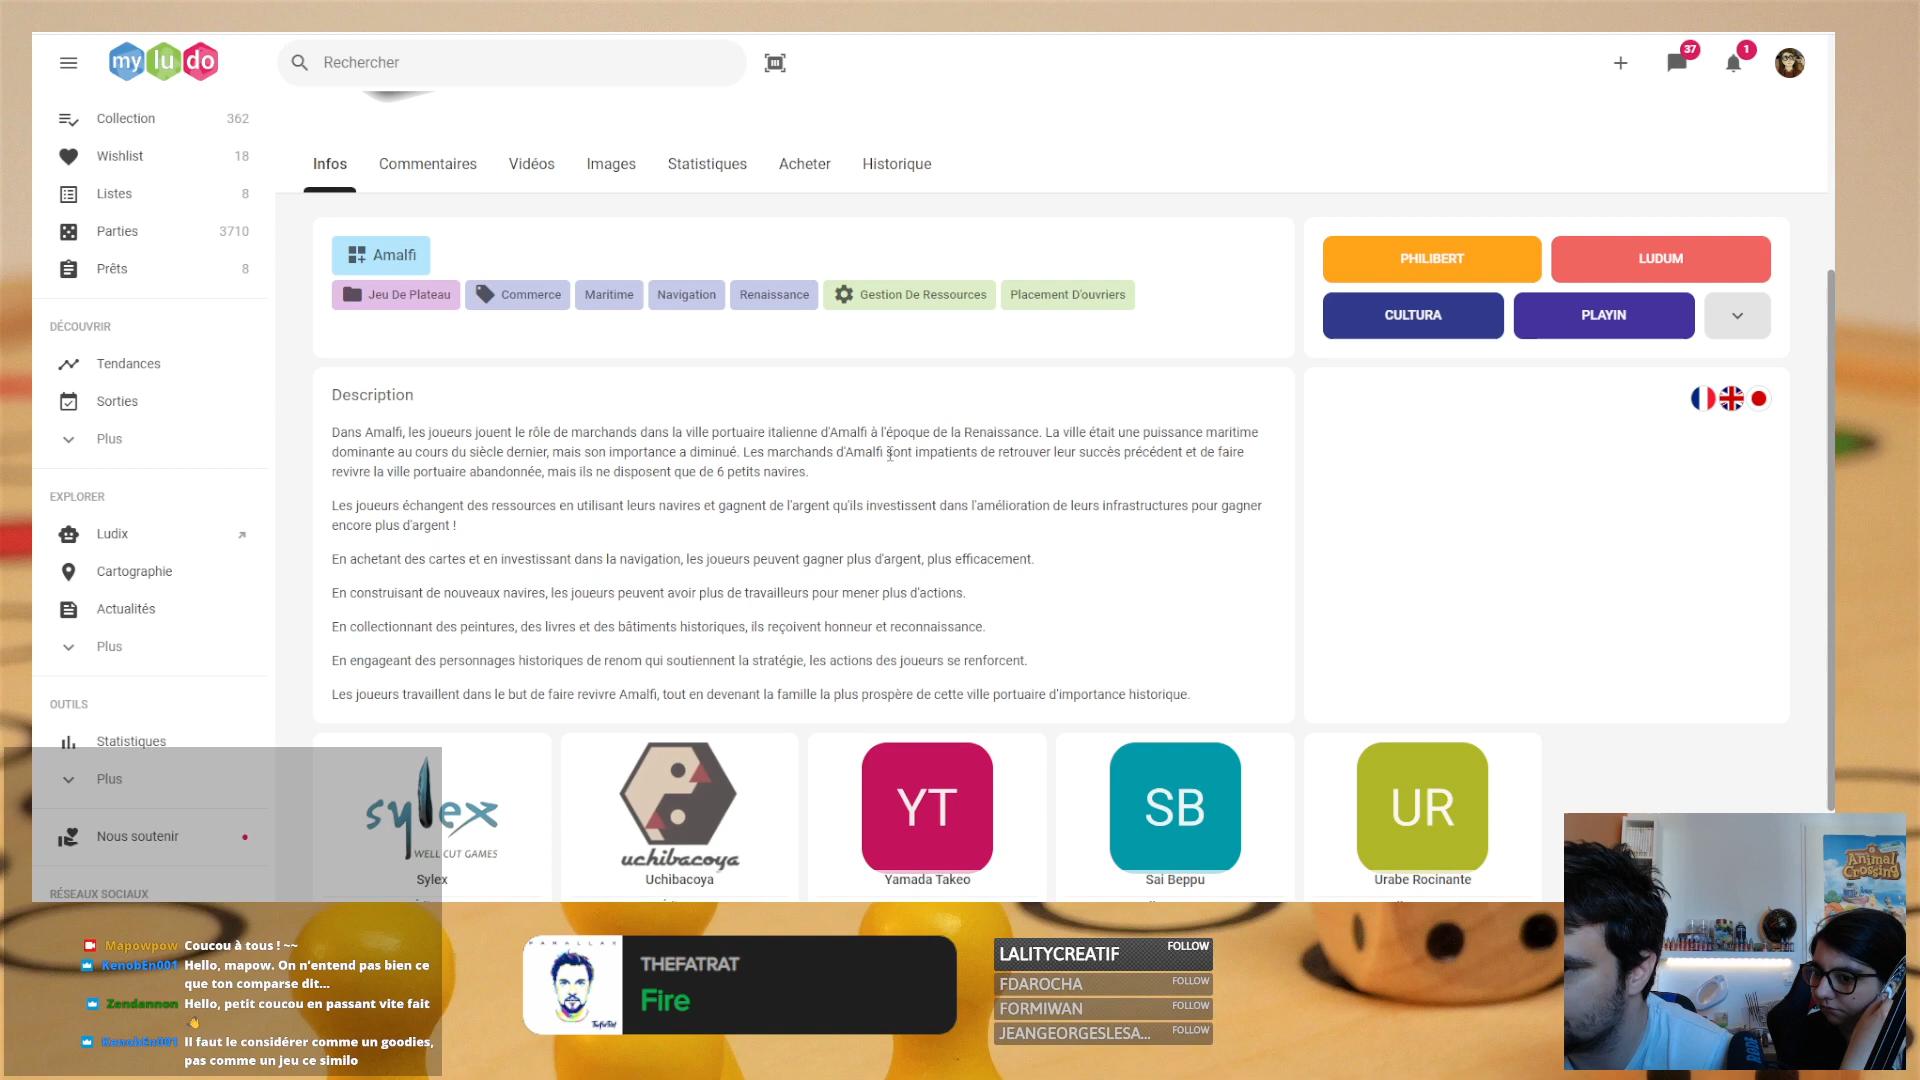 my lu do
Rechercher
37
1
Collection 362
Wishlist 18
Listes 8
Parties 3710
Prêts 8
DÉCOUVRIR
Tendances
Sorties
Plus
EXPLORER
Ludix
Cartographie
Actualités
Plus
OUTILS
Statistiques
Plus
Nous soutenir
RÉSEAUX SOCIAUX
Infos Commentaires Vidéos Images Statistiques Acheter Historique
Amalfi
Jeu De Plateau Commerce Maritime Navigation Renaissance Gestion De Ressources Placement D'ouvriers
PHILIBERT LUDUM
CULTURA PLAYIN
Description
Dans Amalfi, les joueurs jouent le rôle de marchands dans la ville portuaire italienne d'Amalfi à l'époque de la Renaissance. La ville était une puissance maritime
dominante au cours du siècle dernier, mais son importance a diminué. Les marchands d'Amalfi sont impatients de retrouver leur succès précédent et de faire
revivre la ville portuaire abandonnée, mais ils ne disposent que de 6 petits navires.
Les joueurs échangent des ressources en utilisant leurs navires et gagnent de l'argent qu'ils investissent dans l'amélioration de leurs infrastructures pour gagner
encore plus d'argent !
En achetant des cartes et en investissant dans la navigation, les joueurs peuvent gagner plus d'argent, plus efficacement.
En construisant de nouveaux navires, les joueurs peuvent avoir plus de travailleurs pour mener plus d'actions.
En collectionnant des peintures, des livres et des bâtiments historiques, ils reçoivent honneur et reconnaissance.
En engageant des personnages historiques de renom qui soutiennent la stratégie, les actions des joueurs se renforcent.
Les joueurs travaillent dans le but de faire revivre Amalfi, tout en devenant la famille la plus prospère de cette ville portuaire d'importance historique.
sylex
WELL CUT GAMES
Sylex
uchibacoya
Uchibacoya
YT
Yamada Takeo
SB
Sai Beppu
UR
Urabe Rocinante
Mapowpow Coucou à tous ! ~~
KenobEn001 Hello, mapow. On n'entend pas bien ce
que ton comparse dit...
Zendannon Hello, petit coucou en passant vite fait
KenobEn001 Il faut le considérer comme un goodies,
pas comme un jeu ce similo
PARALLAX
TheFatRat
THEFATRAT
Fire
LALITYCREATIF FOLLOW
FDAROCHA FOLLOW
FORMIWAN FOLLOW
JEANGEORGESLESA... FOLLOW
ANIMAL CROSSING